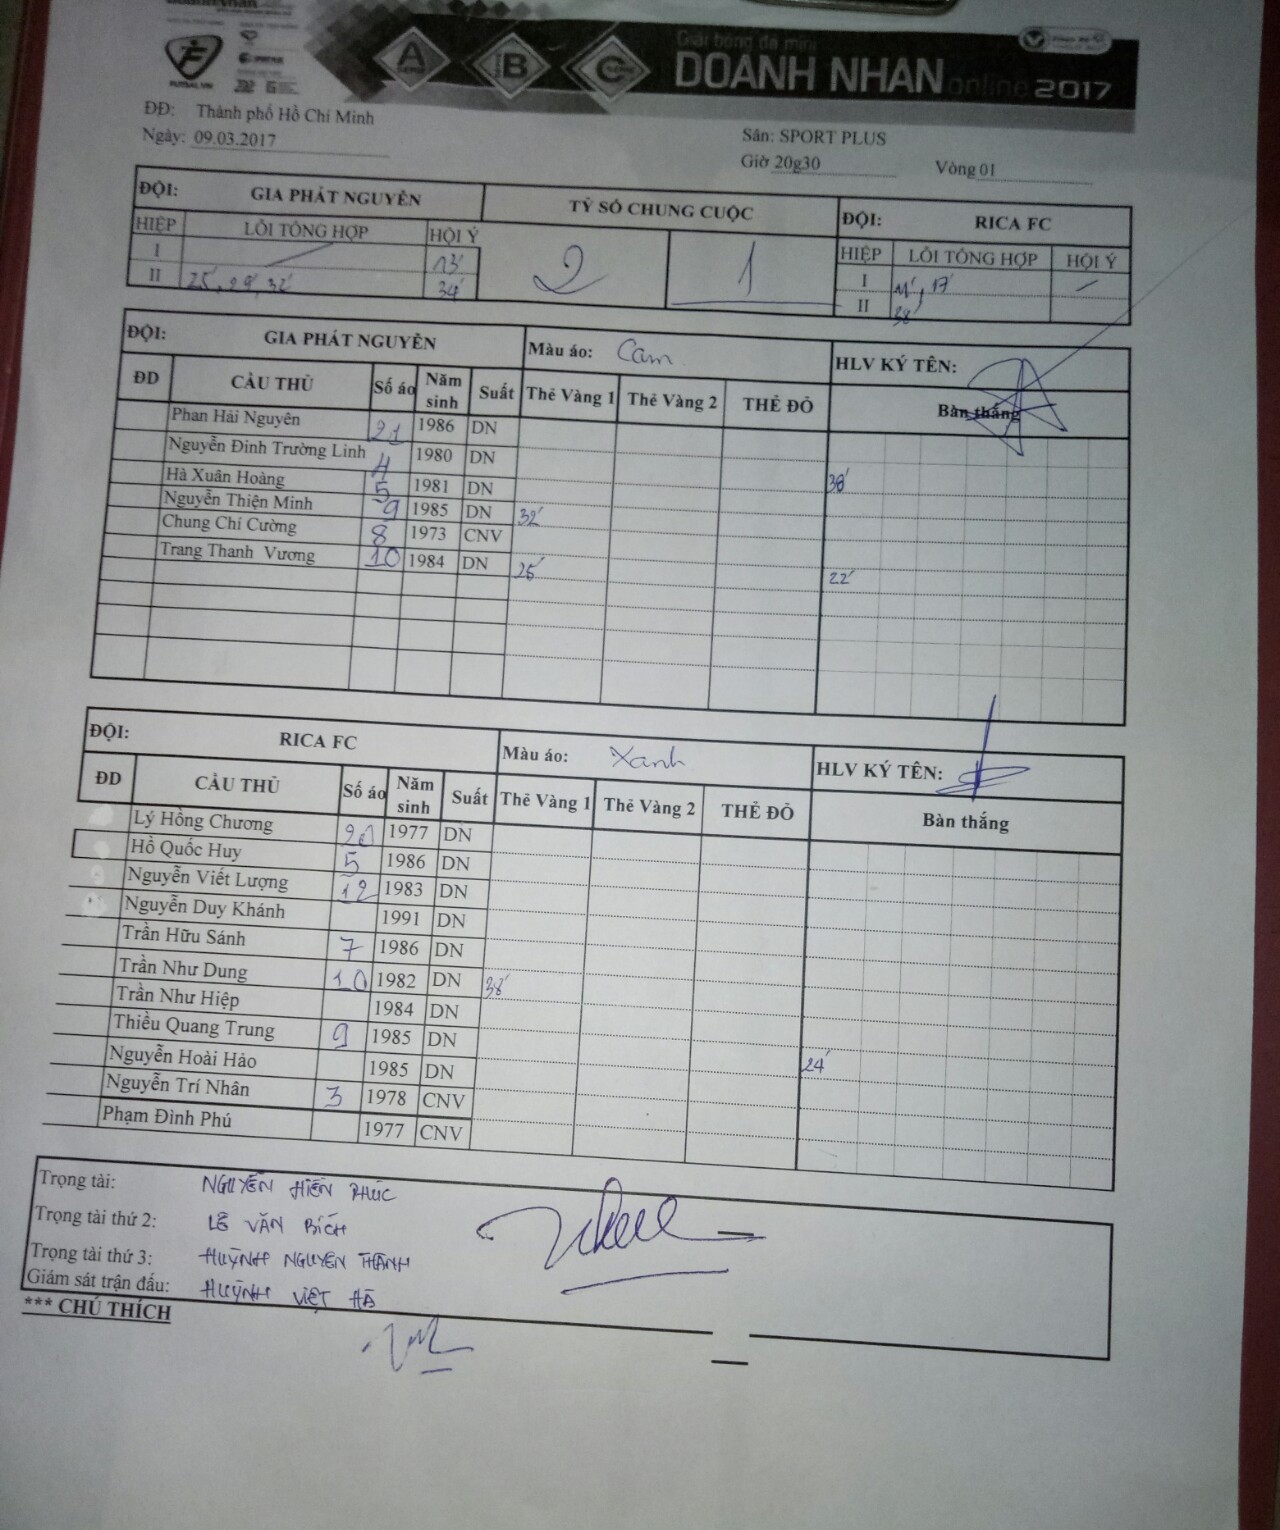 FUTSAL.VN
A
B
C
Giải bóng đá mini
DOANH NHAN online 2017
ĐĐ: Thành phố Hồ Chí Minh
Ngày: 09.03.2017
Sân: SPORT PLUS
Giờ 20g30 Vòng 01
ĐỘI: GIA PHÁT NGUYÊN TỶ SỐ CHUNG CUỘC ĐỘI: RICA FC
HIỆP LỖI TỔNG HỢP HỘI Ý 2 1 HIỆP LỖI TỔNG HỢP HỘI Ý
I 13' I 11', 17'
II 25', 29', 32' 34' II 38'
ĐỘI: GIA PHÁT NGUYÊN Màu áo: Cam HLV KÝ TÊN:
ĐD CẦU THỦ Số áo Năm sinh Suất Thẻ Vàng 1 Thẻ Vàng 2 THẺ ĐỎ Bàn thắng
Phan Hải Nguyên 21 1986 DN
Nguyễn Đình Trường Linh 4 1980 DN
Hà Xuân Hoàng 5 1981 DN 38'
Nguyễn Thiện Minh 9 1985 DN 32'
Chung Chí Cường 8 1973 CNV
Trang Thanh Vương 10 1984 DN 25' 22'
ĐỘI: RICA FC Màu áo: Xanh HLV KÝ TÊN:
ĐD CẦU THỦ Số áo Năm sinh Suất Thẻ Vàng 1 Thẻ Vàng 2 THẺ ĐỎ Bàn thắng
Lý Hồng Chương 1977 DN
Hồ Quốc Huy 5 1986 DN
Nguyễn Viết Lượng 12 1983 DN
Nguyễn Duy Khánh 1991 DN
Trần Hữu Sánh 7 1986 DN
Trần Như Dung 10 1982 DN 38'
Trần Như Hiệp 1984 DN
Thiều Quang Trung 9 1985 DN
Nguyễn Hoài Hảo 1985 DN 24'
Nguyễn Trí Nhân 3 1978 CNV
Phạm Đình Phú 1977 CNV
Trọng tài: NGUYỄN HIỀN PHÚC
Trọng tài thứ 2: LÊ VĂN BÍCH
Trọng tài thứ 3: HUỲNH NGUYÊN THÀNH
Giám sát trận đấu: HUỲNH VIỆT HÀ
*** CHÚ THÍCH